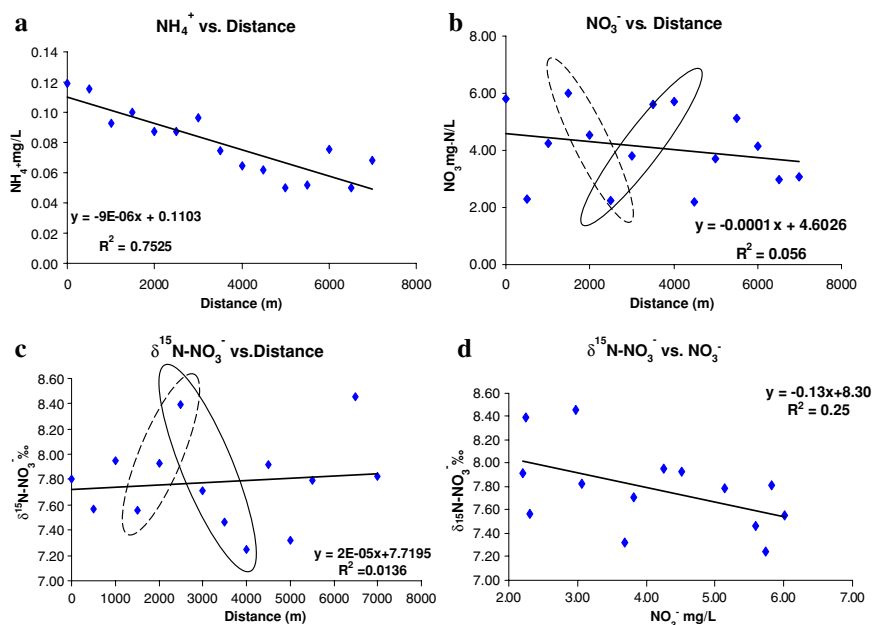 a
NH₄⁺ vs. Distance
NH₄-mg/L
0.14
0.12
0.10
0.08
0.06
0.04
0.02
0.00
y = -9E-06x + 0.1103
R² = 0.7525
0 2000 4000 6000 8000
Distance (m)
b
NO₃⁻ vs. Distance
NO₃mg-N/L
8.00
6.00
4.00
2.00
0.00
y = -0.0001x + 4.6026
R² = 0.056
0 2000 4000 6000 8000
Distance (m)
c
δ¹⁵N-NO₃⁻ vs.Distance
δ¹⁵N-NO₃⁻‰
8.60
8.40
8.20
8.00
7.80
7.60
7.40
7.20
7.00
y = 2E-05x+7.7195
R² =0.0136
0 1000 2000 3000 4000 5000 6000 7000 8000
Distance (m)
d
δ¹⁵N-NO₃⁻ vs. NO₃⁻
δ15N-NO₃⁻‰
8.60
8.40
8.20
8.00
7.80
7.60
7.40
7.20
7.00
y = -0.13x+8.30
R² = 0.25
2.00 3.00 4.00 5.00 6.00 7.00
NO₃⁻ mg/L